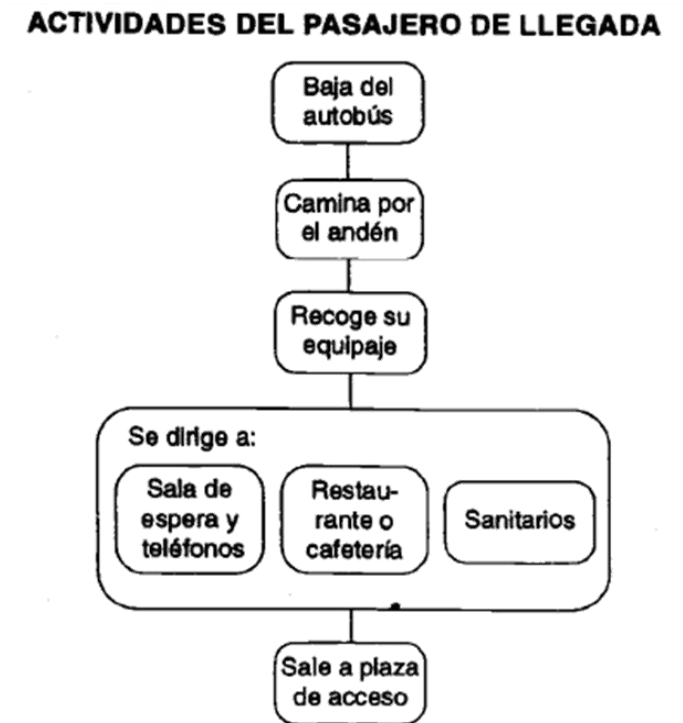 ACTIVIDADES DEL PASAJERO DE LLEGADA
Baja del
autobús
Camina por
el andén
Recoge su
equipaje
Se dirige a:
Sala de
espera y
teléfonos
Restau-
rante o
cafetería
Sanitarios
Sale a plaza
de acceso